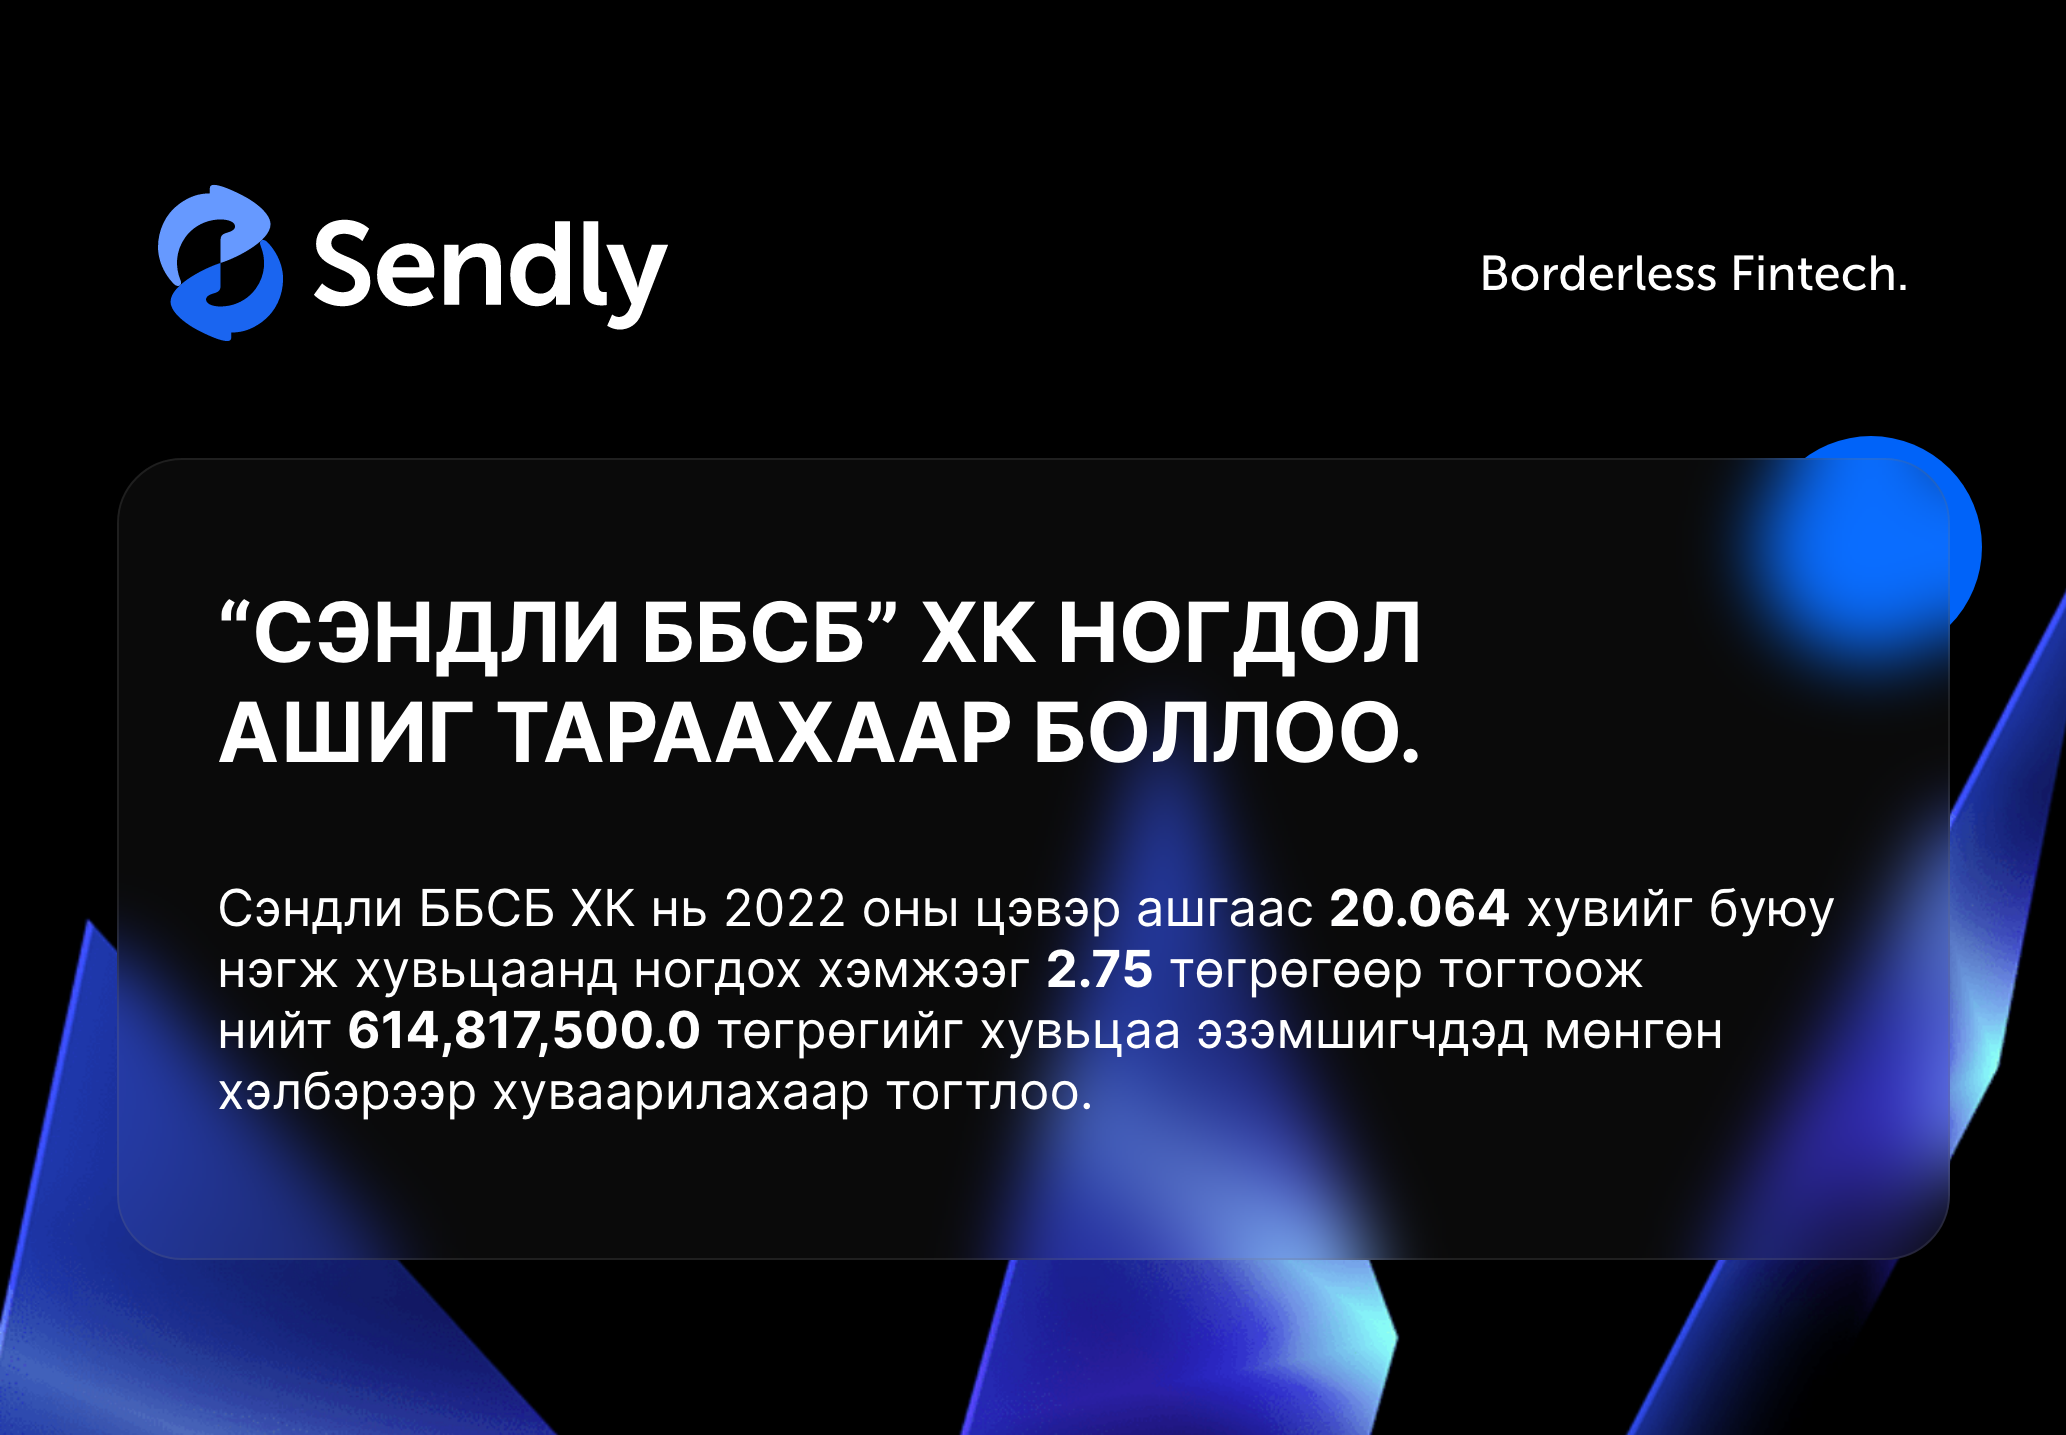 Sendly
Borderless Fintech.
“СЭНДЛИ ББСБ” ХК НОГДОЛ
АШИГ ТАРААХААР БОЛЛОО.
Сэндли ББСБ ХК нь 2022 оны цэвэр ашгаас 20.064 хувийг буюу
нэгж хувьцаанд ногдох хэмжээг 2.75 төгрөгөөр тогтоож
нийт 614,817,500.0 төгрөгийг хувьцаа эзэмшигчдэд мөнгөн
хэлбэрээр хуваарилахаар тогтлоо.